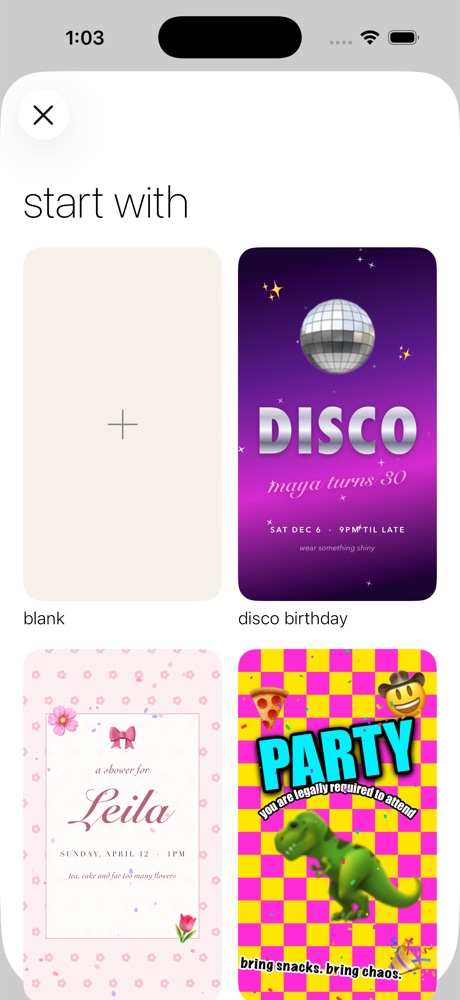 1:03
start with
DISCO
maya turns 30
SAT DEC 6 · 9PM 'TIL LATE
wear something shiny
blank
disco birthday
a shower for
Leila
SUNDAY, APRIL 12 · 1PM
tea, cake and far too many flowers
PARTY
you are legally required to attend
bring snacks. bring chaos.